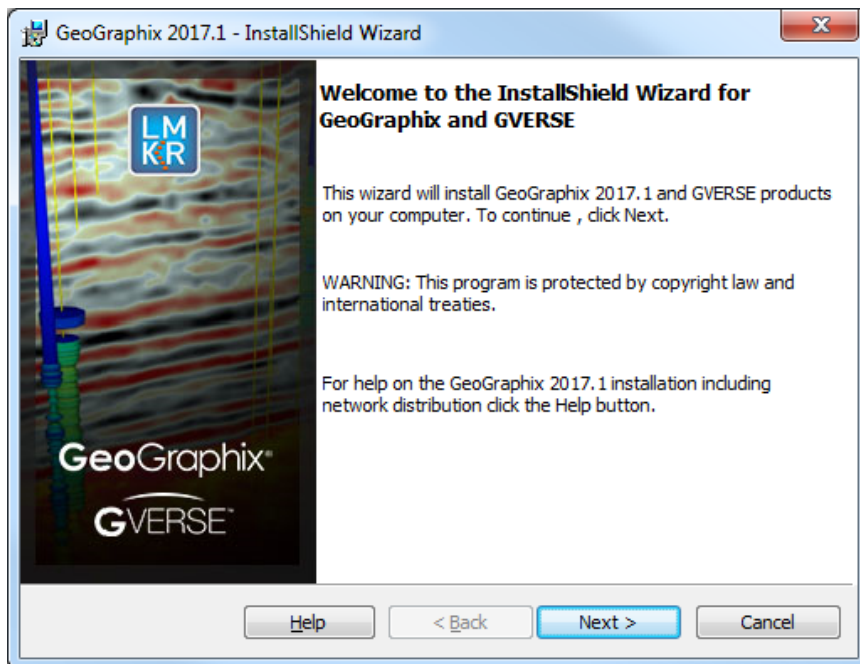 GeoGraphix 2017.1 - InstallShield Wizard
LM
KR
Welcome to the InstallShield Wizard for
GeoGraphix and GVERSE
This wizard will install GeoGraphix 2017.1 and GVERSE products
on your computer. To continue , click Next.
WARNING: This program is protected by copyright law and
international treaties.
For help on the GeoGraphix 2017.1 installation including
network distribution click the Help button.
GeoGraphix®
GVERSE™
Help
< Back
Next >
Cancel